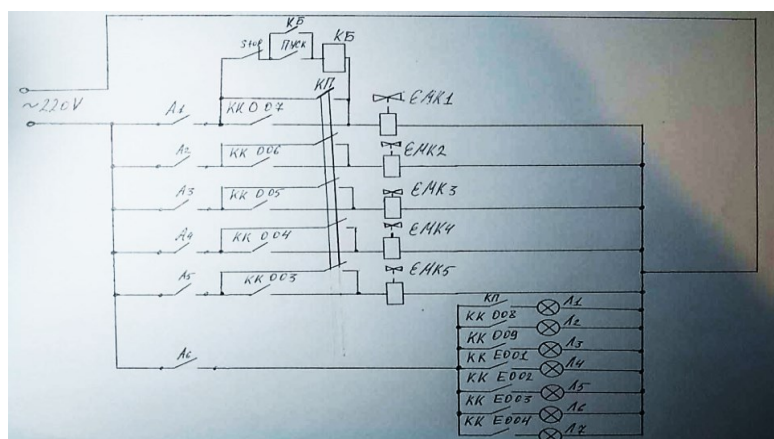 КБ
Stop
ПУСК
КБ
КП
~220V
А1
КК 0 07
ЕМК1
А2
КК 006
ЕМК2
А3
КК 005
ЕМК3
А4
КК 004
ЕМК4
А5
КК 003
ЕМК5
КП
Л1
КК 008
Л2
КК 009
Л3
А6
КК Е001
Л4
КК Е002
Л5
КК Е003
Л6
КК Е004
Л7